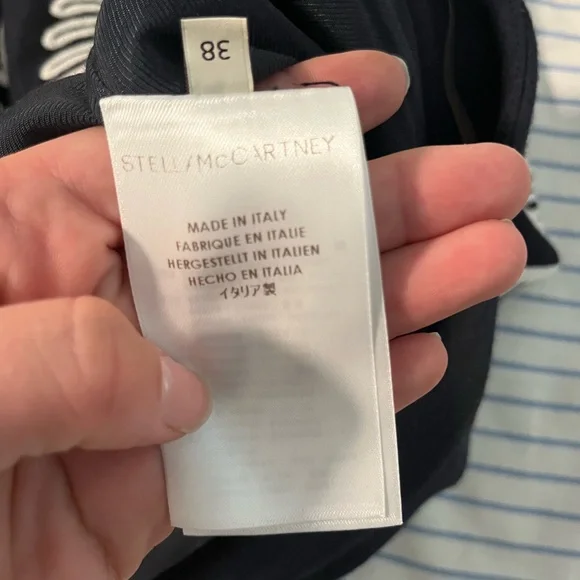 38
STELLA McCARTNEY
MADE IN ITALY
FABRIQUE EN ITALIE
HERGESTELLT IN ITALIEN
HECHO EN ITALIA
イタリア製